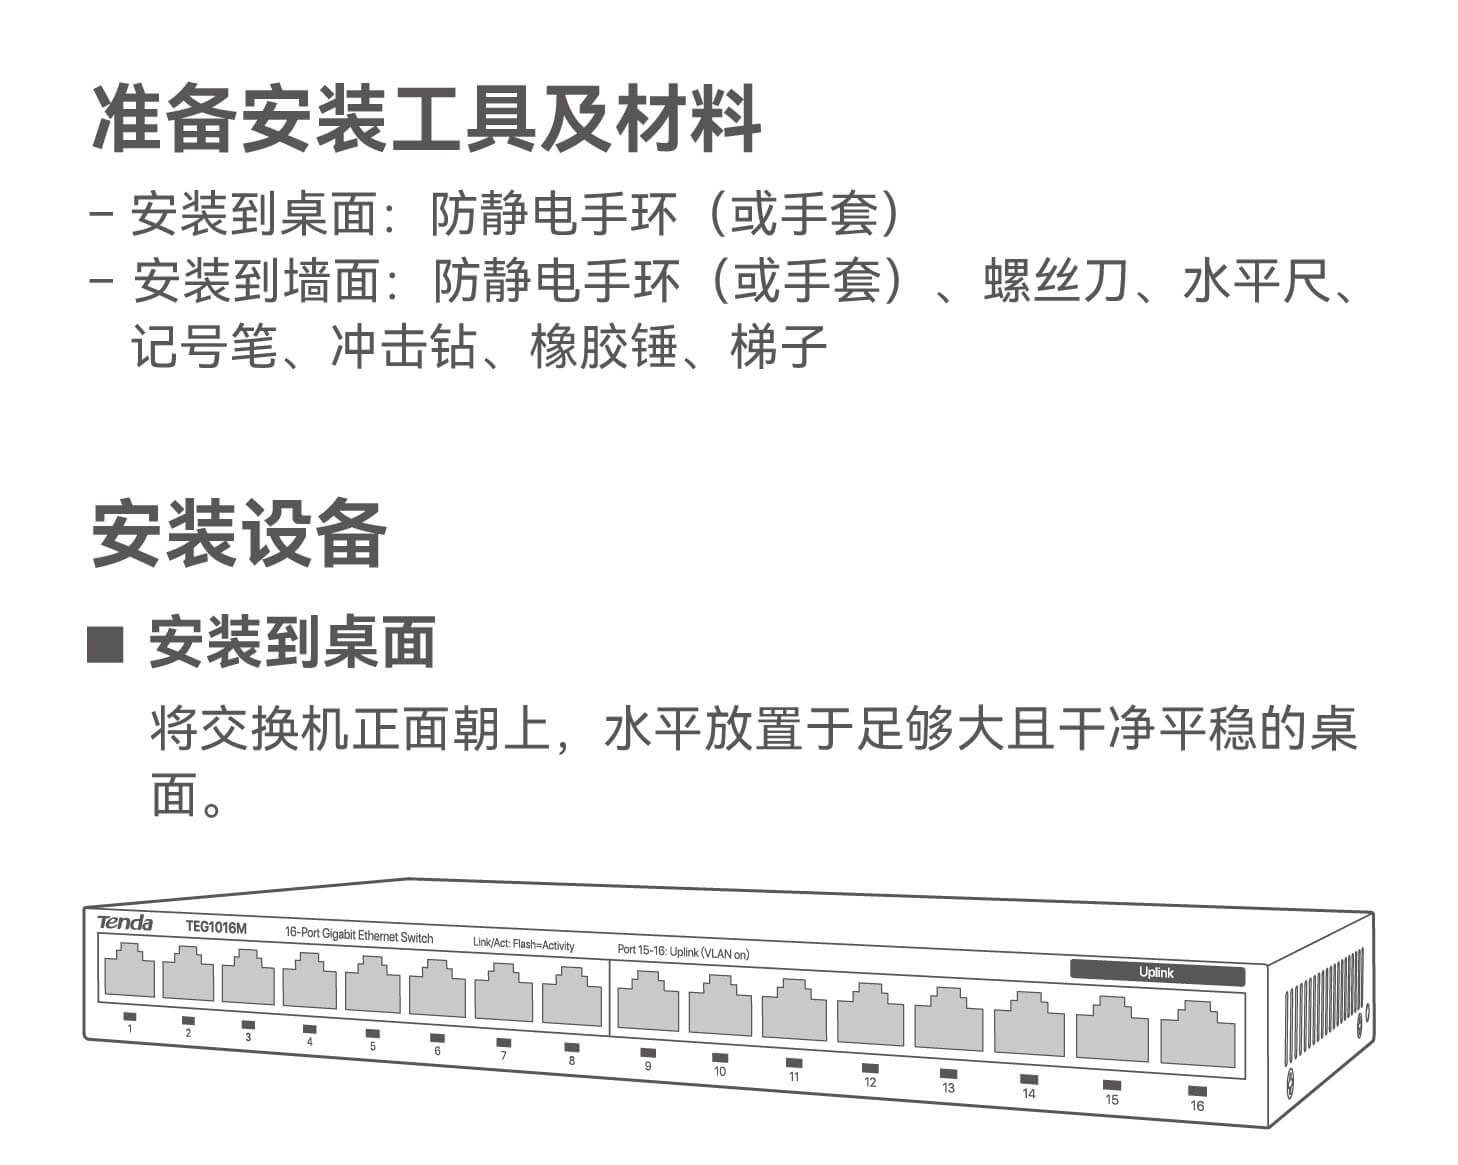 准备安装工具及材料
- 安装到桌面：防静电手环（或手套）
- 安装到墙面：防静电手环（或手套）、螺丝刀、水平尺、
记号笔、冲击钻、橡胶锤、梯子
安装设备
■ 安装到桌面
将交换机正面朝上，水平放置于足够大且干净平稳的桌
面。
Tenda TEG1016M 16-Port Gigabit Ethernet Switch Link/Act: Flash=Activity Port 15-16: Uplink (VLAN on)
Uplink
1 2 3 4 5 6 7 8 9 10 11 12 13 14 15 16